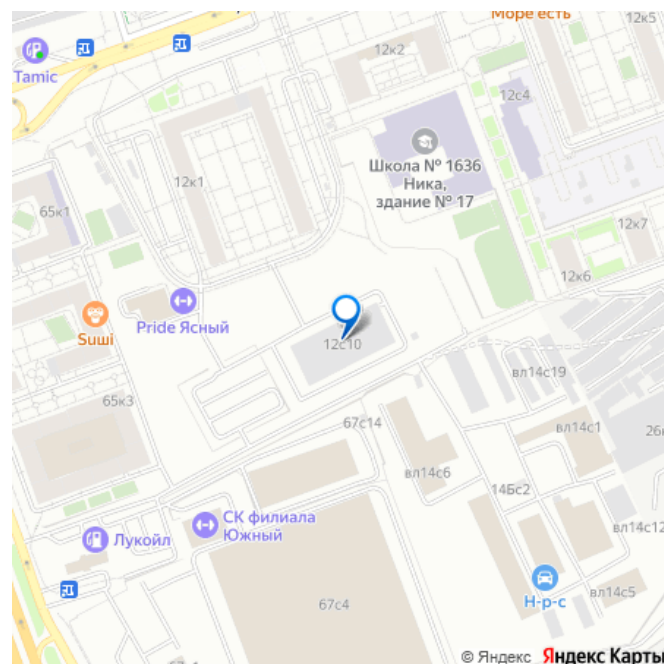 Море есть
12к5
12к2
Tamic
12с4
Школа № 1636
Ника,
здание № 17
12к1
65к1
12к7
12к6
Pride Ясный
Suшi
12с10
вл14с19
65к3
67с14
вл14с1
вл14с6
14Бс2
СК филиала
Южный
Лукойл
вл14с12
Н-р-с
вл14с5
67с4
© Яндекс Яндекс Карты